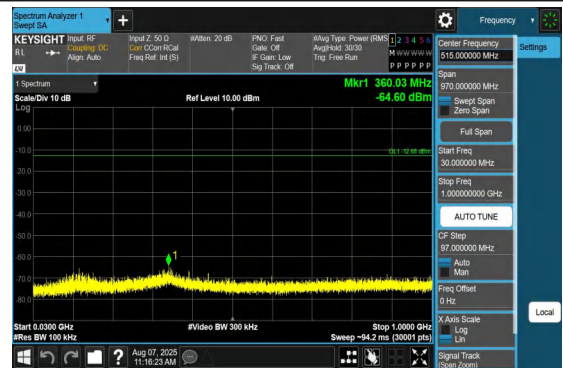 Spectrum Analyzer 1
Swept SA
+
Frequency
KEYSIGHT
RL
LW
Input: RF
Coupling: DC
Align: Auto
Input Z: 50 Ω
Corr CCorr RCal
Freq Ref: Int (S)
#Atten: 20 dB
PNO: Fast
Gate: Off
IF Gain: Low
Sig Track: Off
#Avg Type: Power (RMS
Avg|Hold: 30/30
Trig: Free Run
1 2 3 4 5 6
M W W W W W
P P P P P P
Center Frequency
515.000000 MHz
Settings
1 Spectrum
Scale/Div 10 dB
Log
Ref Level 10.00 dBm
Mkr1 360.03 MHz
-64.60 dBm
0.00
-10.0
-20.0
-30.0
-40.0
-50.0
-60.0
-70.0
-80.0
DL1 -12.68 dBm
1
Start 0.0300 GHz
#Res BW 100 kHz
#Video BW 300 kHz
Stop 1.0000 GHz
Sweep ~94.2 ms (30001 pts)
Span
970.000000 MHz
Swept Span
Zero Span
Full Span
Start Freq
30.000000 MHz
Stop Freq
1.00000000 GHz
AUTO TUNE
CF Step
97.000000 MHz
Auto
Man
Freq Offset
0 Hz
X Axis Scale
Log
Lin
Local
Signal Track
(Span Zoom)
?
Aug 07, 2025
11:16:23 AM